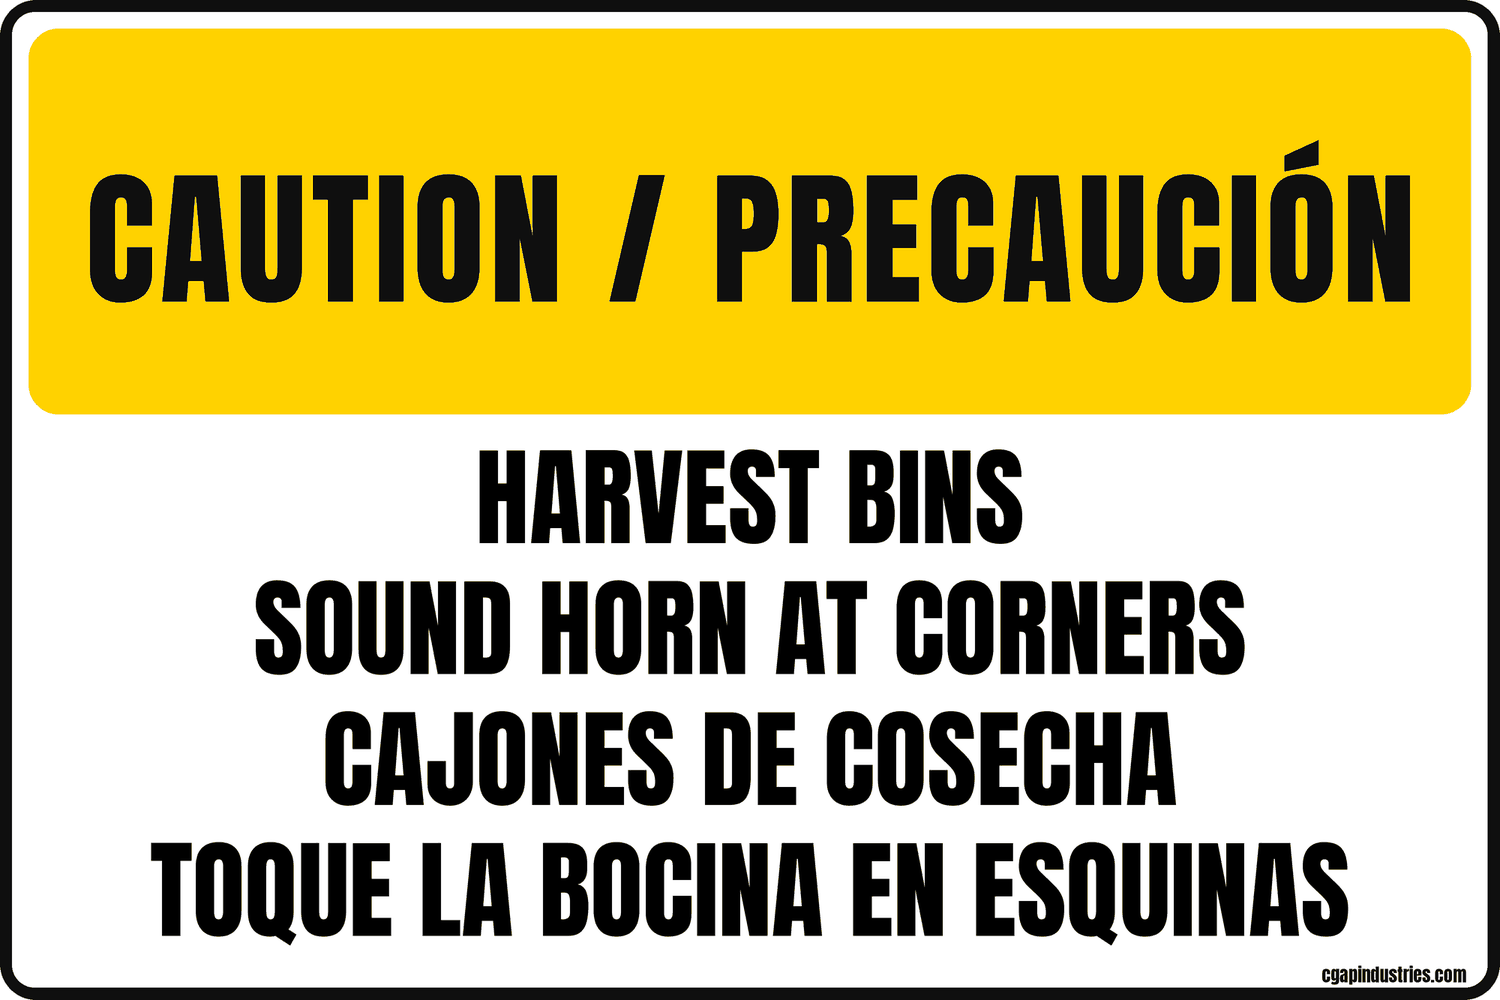 CAUTION / PRECAUCIÓN
HARVEST BINS
SOUND HORN AT CORNERS
CAJONES DE COSECHA
TOQUE LA BOCINA EN ESQUINAS
cgapindustries.com